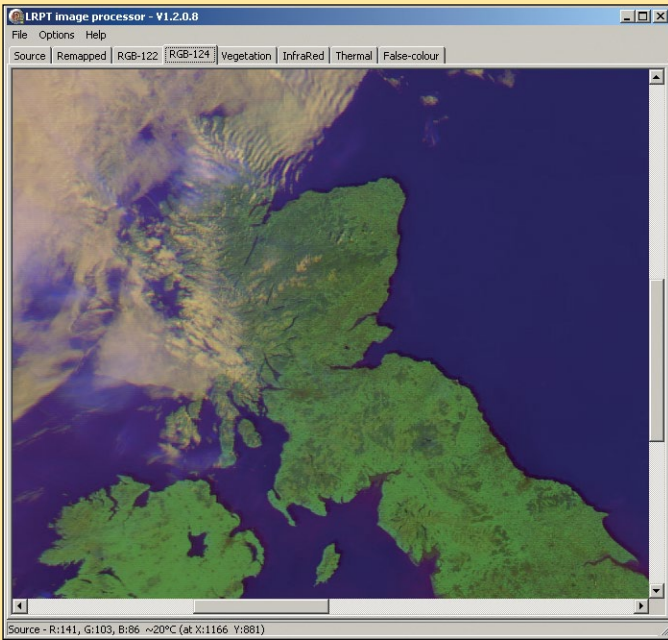 LRPT image processor - V1.2.0.8
File Options Help
Source Remapped RGB-122 RGB-124 Vegetation InfraRed Thermal False-colour
Source - R:141, G:103, B:86 ~20°C (at X:1166 Y:881)